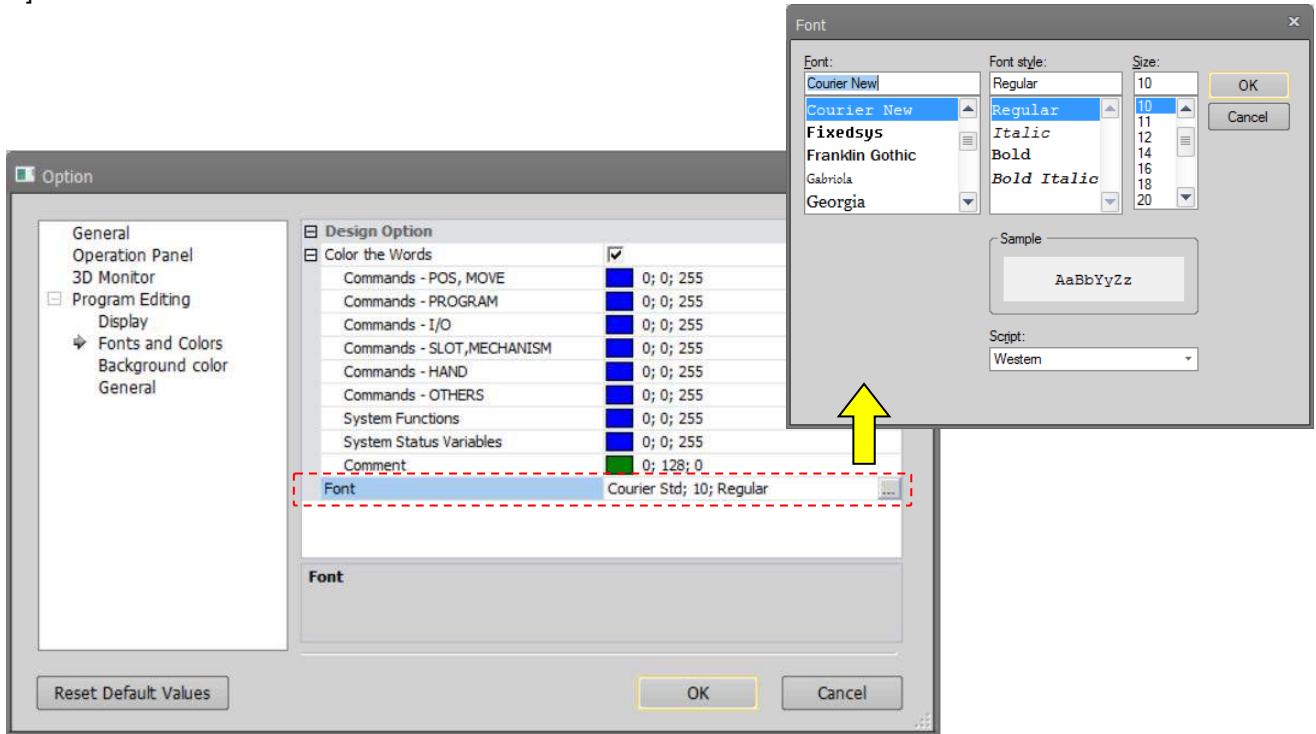 ]
Font
Font:
Courier New
Courier New
Fixedsys
Franklin Gothic
Gabriola
Georgia
Font style:
Regular
Regular
Italic
Bold
Bold Italic
Size:
10
10
11
12
14
16
18
20
OK
Cancel
Sample
AaBbYyZz
Script:
Western
Option
General
Operation Panel
3D Monitor
Program Editing
Display
Fonts and Colors
Background color
General
Design Option
Color the Words
Commands - POS, MOVE 0; 0; 255
Commands - PROGRAM 0; 0; 255
Commands - I/O 0; 0; 255
Commands - SLOT,MECHANISM 0; 0; 255
Commands - HAND 0; 0; 255
Commands - OTHERS 0; 0; 255
System Functions 0; 0; 255
System Status Variables 0; 0; 255
Comment 0; 128; 0
Font Courier Std; 10; Regular ...
Font
Reset Default Values
OK
Cancel